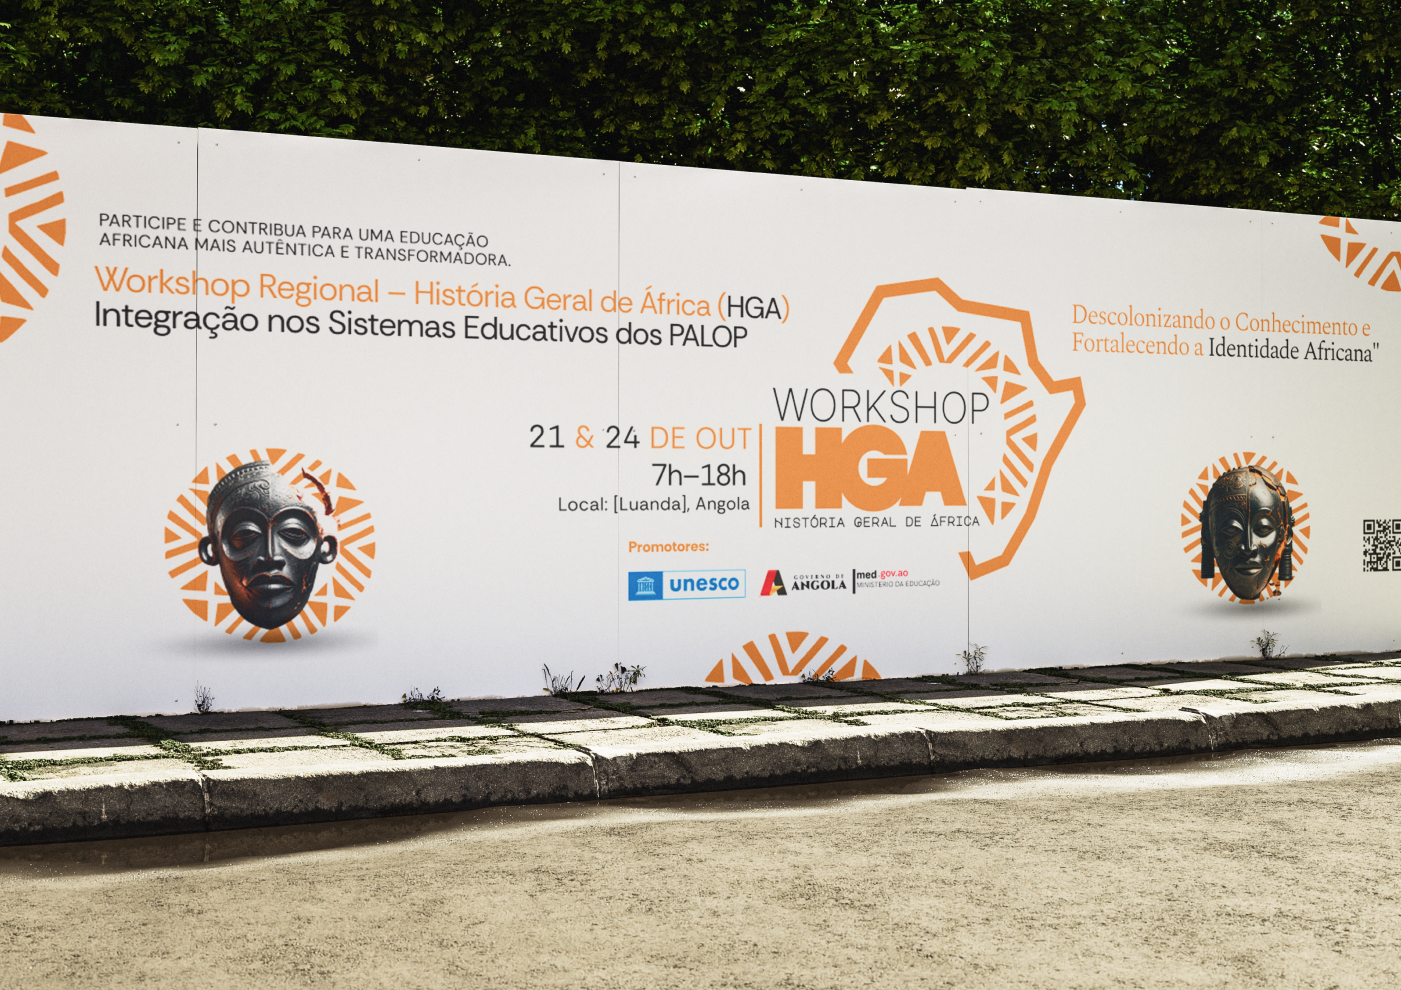 PARTICIPE E CONTRIBUA PARA UMA EDUCAÇÃO
AFRICANA MAIS AUTÊNTICA E TRANSFORMADORA.
Workshop Regional – História Geral de África (HGA)
Integração nos Sistemas Educativos dos PALOP
21 & 24 DE OUT
7h–18h
Local: [Luanda], Angola
WORKSHOP
HGA
HISTÓRIA GERAL DE ÁFRICA
Promotores:
unesco
GOVERNO DE
ANGOLA
med.gov.ao
MINISTÉRIO DA EDUCAÇÃO
Descolonizando o Conhecimento e
Fortalecendo a Identidade Africana"